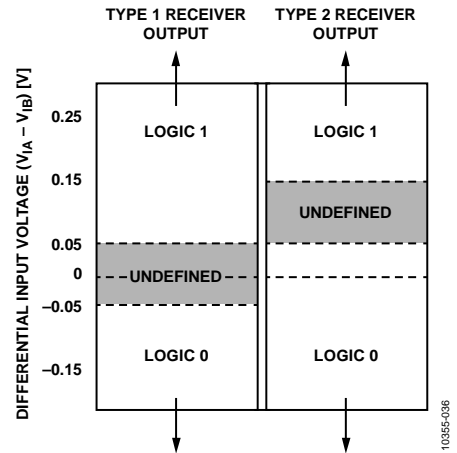 TYPE 1 RECEIVER
OUTPUT
TYPE 2 RECEIVER
OUTPUT
DIFFERENTIAL INPUT VOLTAGE (VIA – VIB) [V]
0.25
0.15
0.05
0
–0.05
–0.15
LOGIC 1
UNDEFINED
LOGIC 0
LOGIC 1
UNDEFINED
LOGIC 0
10355-036